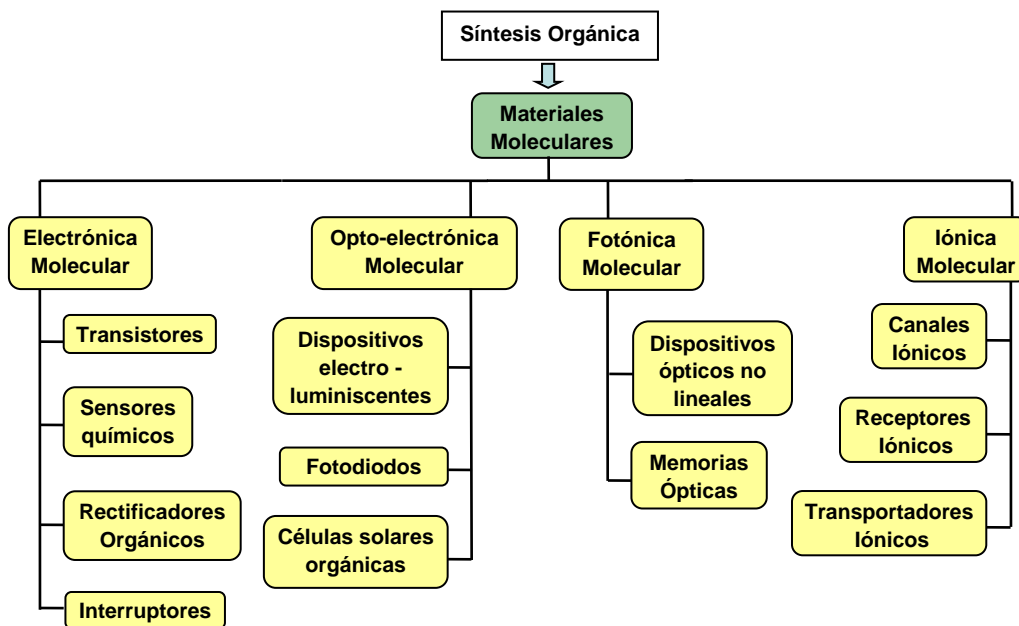 Síntesis Orgánica
Materiales
Moleculares
Electrónica
Molecular
Transistores
Sensores
químicos
Rectificadores
Orgánicos
Interruptores
Opto-electrónica
Molecular
Dispositivos
electro -
luminiscentes
Fotodiodos
Células solares
orgánicas
Fotónica
Molecular
Dispositivos
ópticos no
lineales
Memorias
Ópticas
Iónica
Molecular
Canales
Iónicos
Receptores
Iónicos
Transportadores
Iónicos